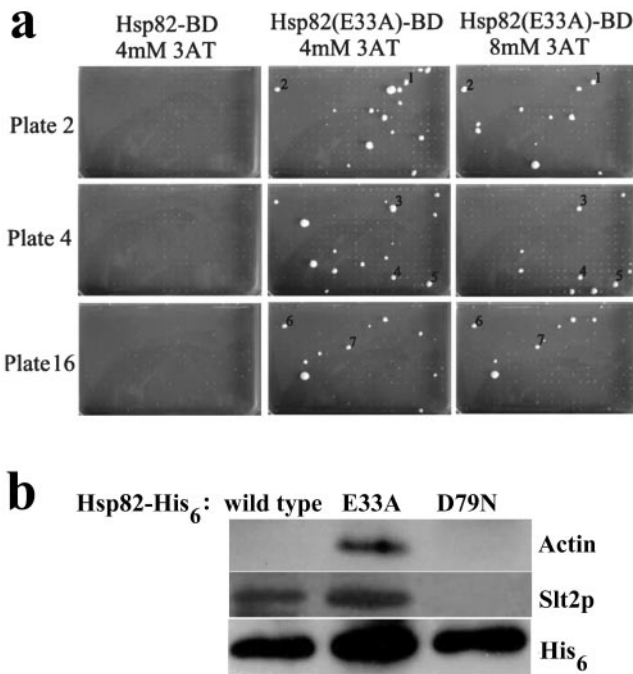 a
Hsp82-BD Hsp82(E33A)-BD Hsp82(E33A)-BD
4mM 3AT 4mM 3AT 8mM 3AT
Plate 2
2 1 2 1
Plate 4
3 3
4 5 4 5
Plate 16
6 6
7 7
b
Hsp82-His6: wild type E33A D79N
Actin
Slt2p
His6